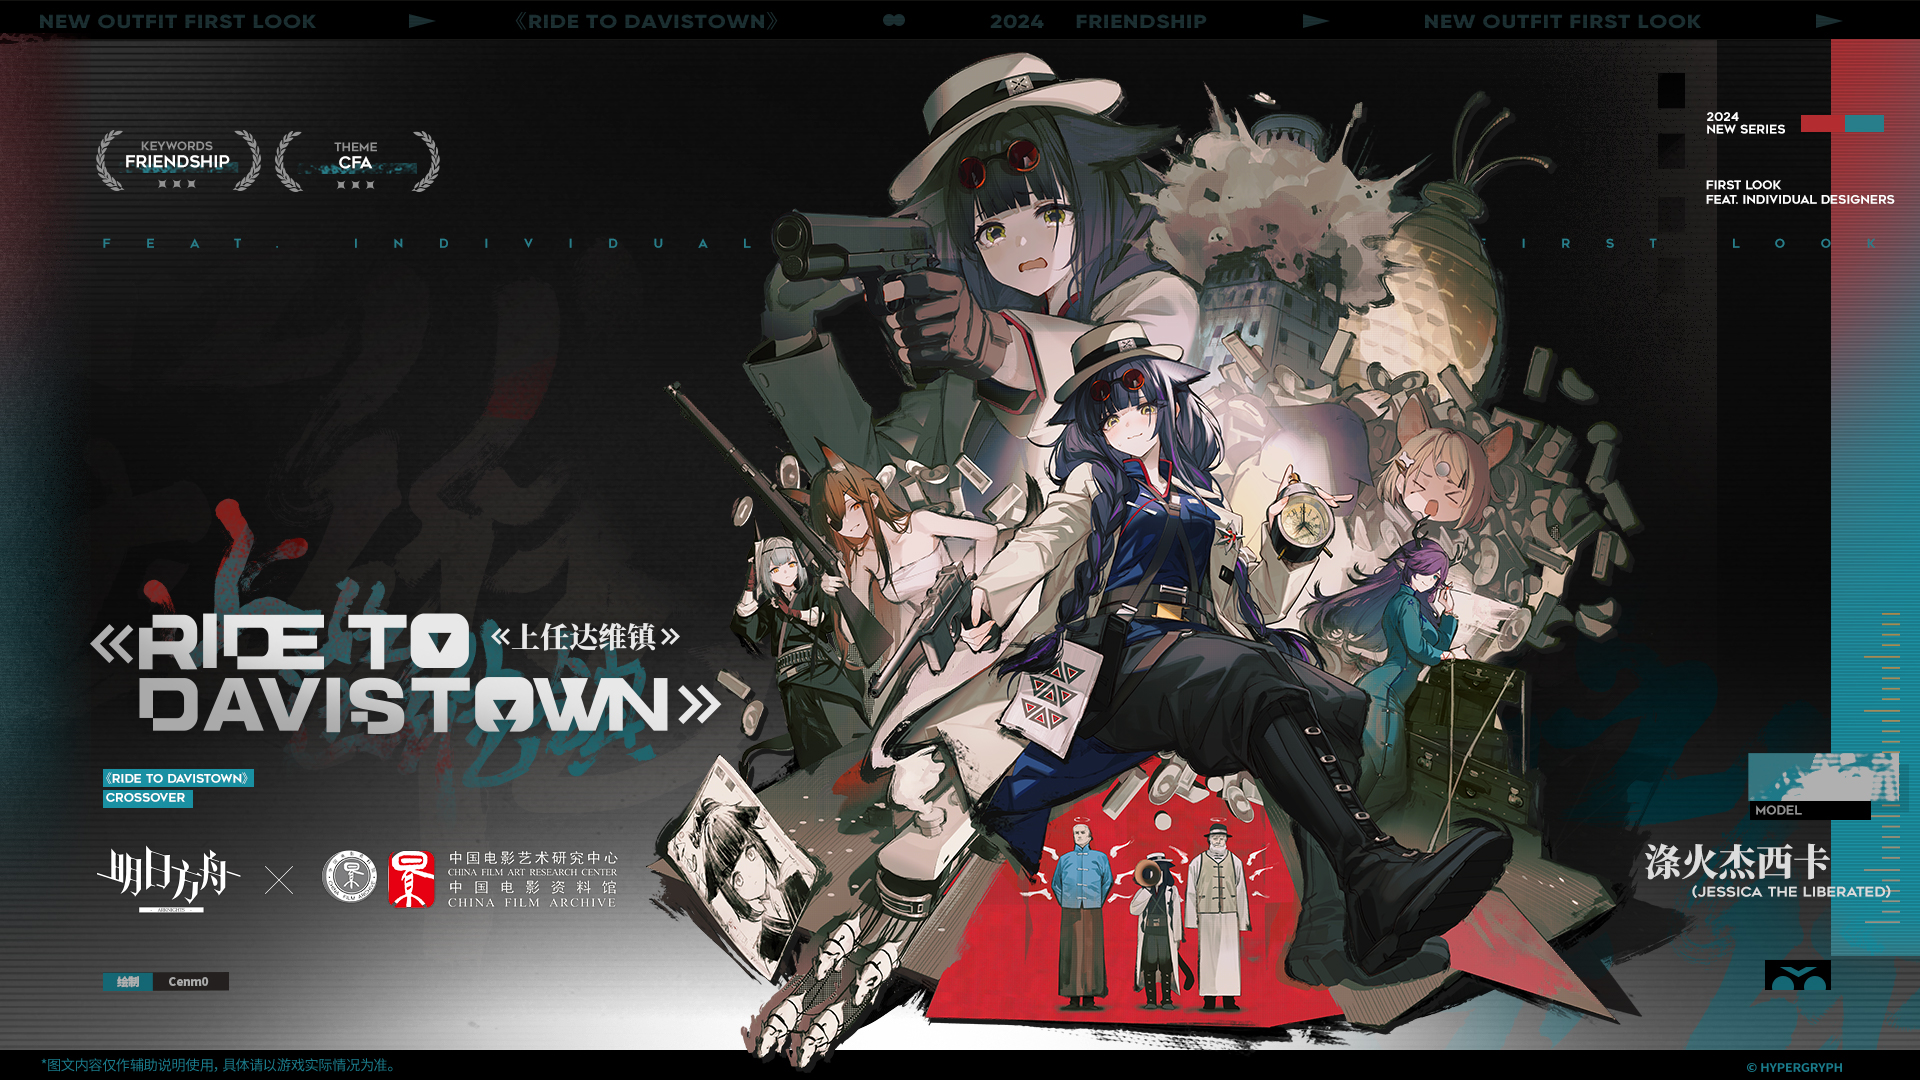 NEW OUTFIT FIRST LOOK 《RIDE TO DAVISTOWN》 2024 FRIENDSHIP NEW OUTFIT FIRST LOOK
KEYWORDS
FRIENDSHIP
THEME
CFA
2024
NEW SERIES
FIRST LOOK
FEAT. INDIVIDUAL DESIGNERS
FEAT. INDIVIDUAL
FIRST LOOK
«RIDE TO
DAVISTOWN»
«上任达维镇»
《RIDE TO DAVISTOWN》
CROSSOVER
明日方舟
ARKNIGHTS
中国电影艺术研究中心
CHINA FILM ART RESEARCH CENTER
中国电影资料馆
CHINA FILM ARCHIVE
MODEL
涤火杰西卡
(JESSICA THE LIBERATED)
绘制 Cenm0
*图文内容仅作辅助说明使用，具体请以游戏实际情况为准。
© HYPERGRYPH